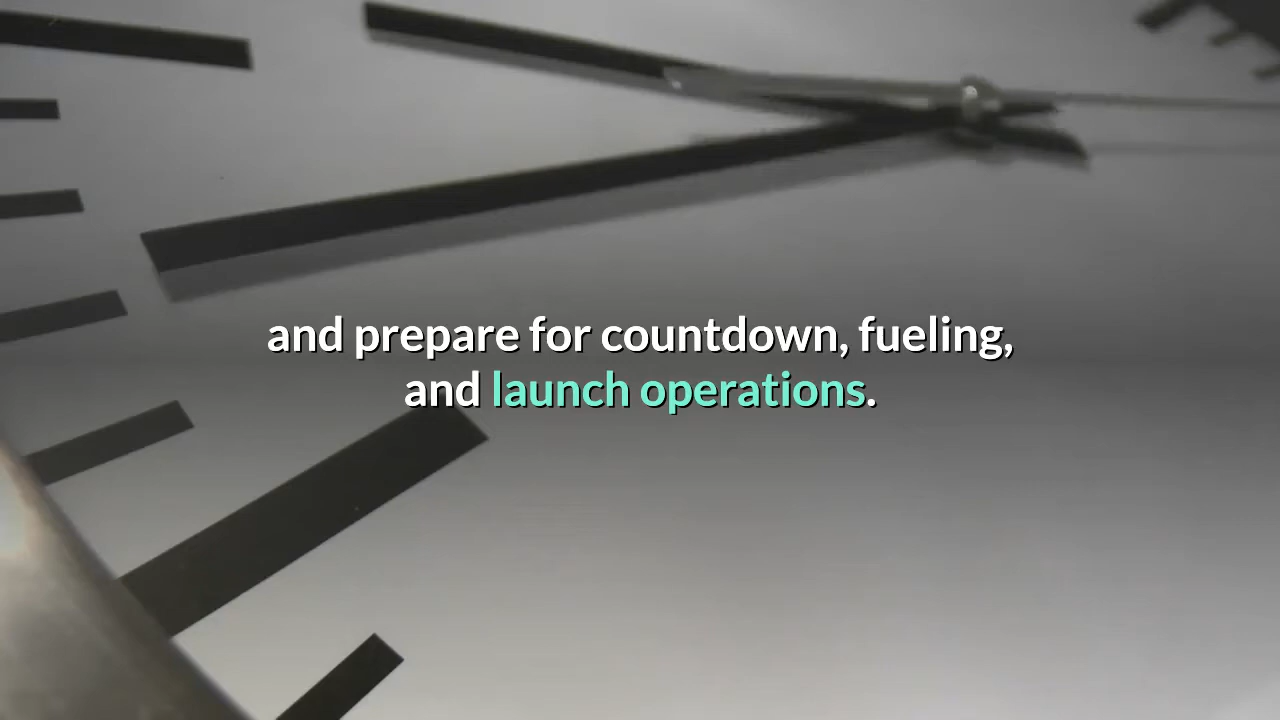 and prepare for countdown, fueling,
and launch operations.